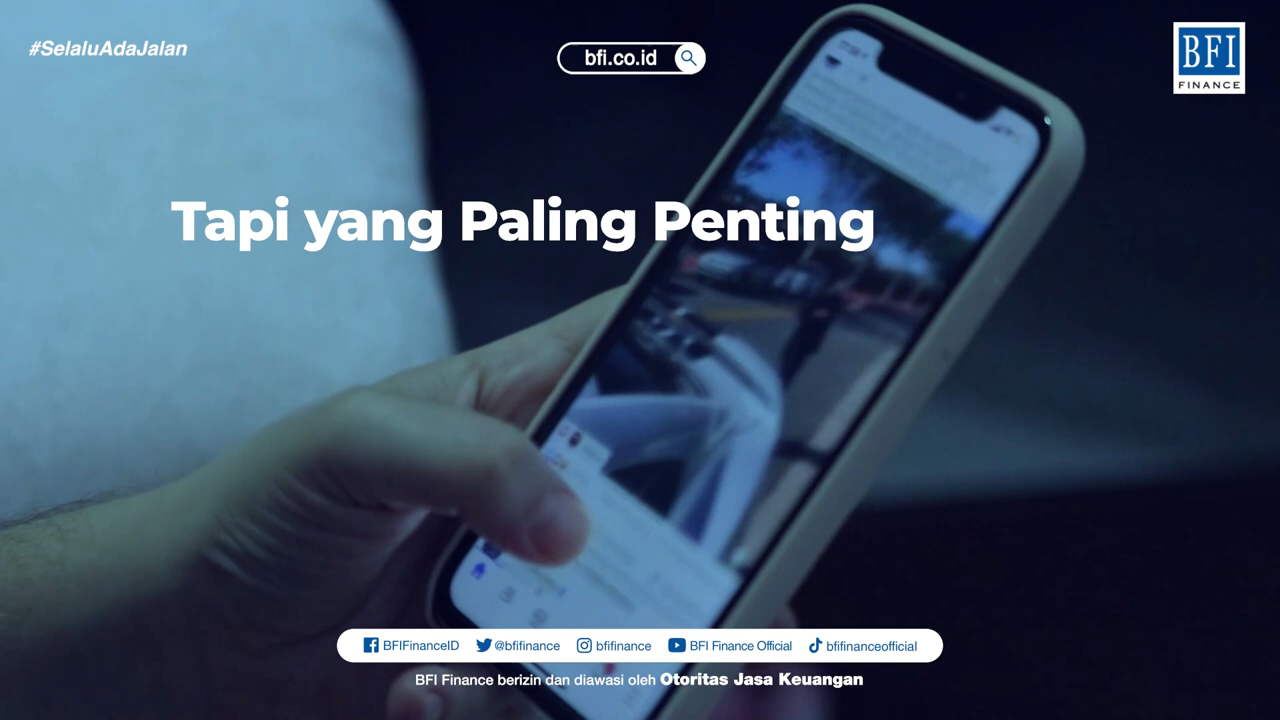 #SelaluAdaJalan
bfi.co.id
BFI
FINANCE
Tapi yang Paling Penting
BFIFinanceID @bfifinance bfifinance BFI Finance Official bfifinanceofficial
BFI Finance berizin dan diawasi oleh Otoritas Jasa Keuangan